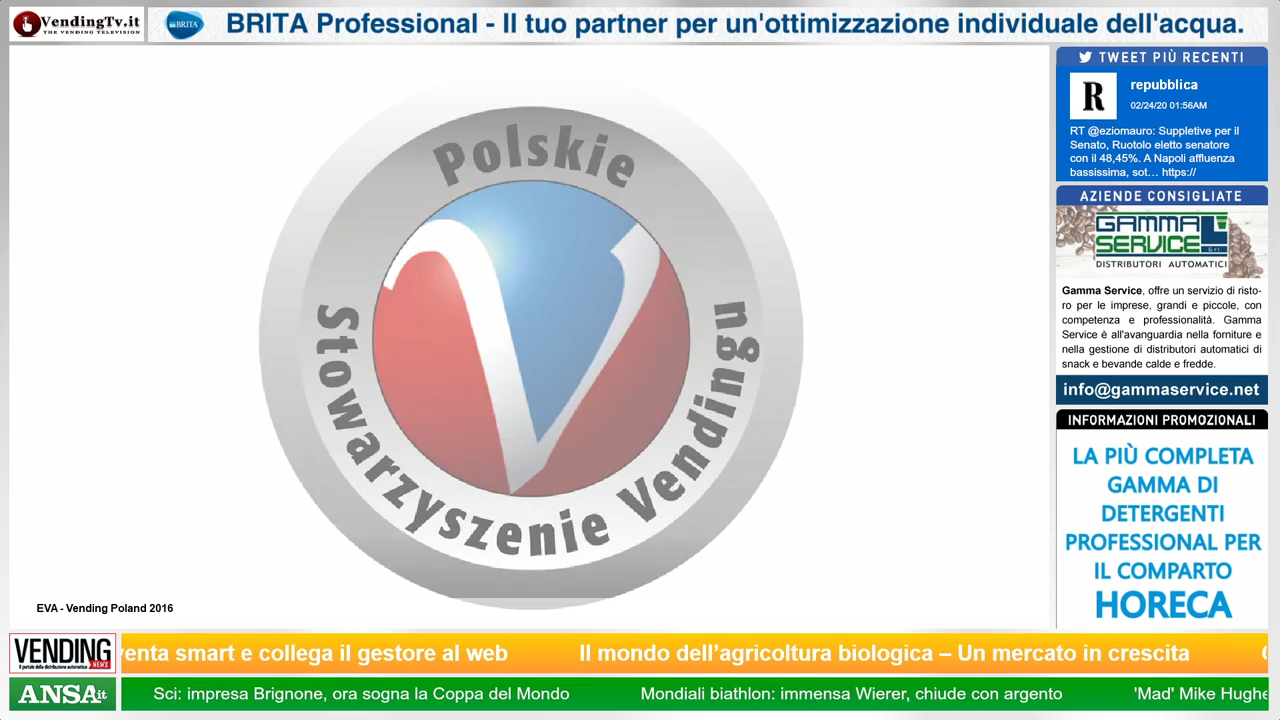 VendingTv.it
THE VENDING TELEVISION
BRITA
BRITA Professional - Il tuo partner per un'ottimizzazione individuale dell'acqua.
Polskie
Stowarzyszenie Vendingu
EVA - Vending Poland 2016
TWEET PIÙ RECENTI
R
repubblica
02/24/20 01:56AM
RT @eziomauro: Suppletive per il
Senato, Ruotolo eletto senatore
con il 48,45%. A Napoli affluenza
bassissima, sot… https://
AZIENDE CONSIGLIATE
GAMMA
SERVICE S.r.l.
DISTRIBUTORI AUTOMATICI
Gamma Service, offre un servizio di risto-
ro per le imprese, grandi e piccole, con
competenza e professionalità. Gamma
Service è all'avanguardia nella forniture e
nella gestione di distributori automatici di
snack e bevande calde e fredde.
info@gammaservice.net
INFORMAZIONI PROMOZIONALI
LA PIÙ COMPLETA
GAMMA DI
DETERGENTI
PROFESSIONAL PER
IL COMPARTO
HORECA
VENDING
Il portale della distribuzione automatica NEWS
venta smart e collega il gestore al web Il mondo dell’agricoltura biologica – Un mercato in crescita
ANSA it
Sci: impresa Brignone, ora sogna la Coppa del Mondo Mondiali biathlon: immensa Wierer, chiude con argento 'Mad' Mike Hughe